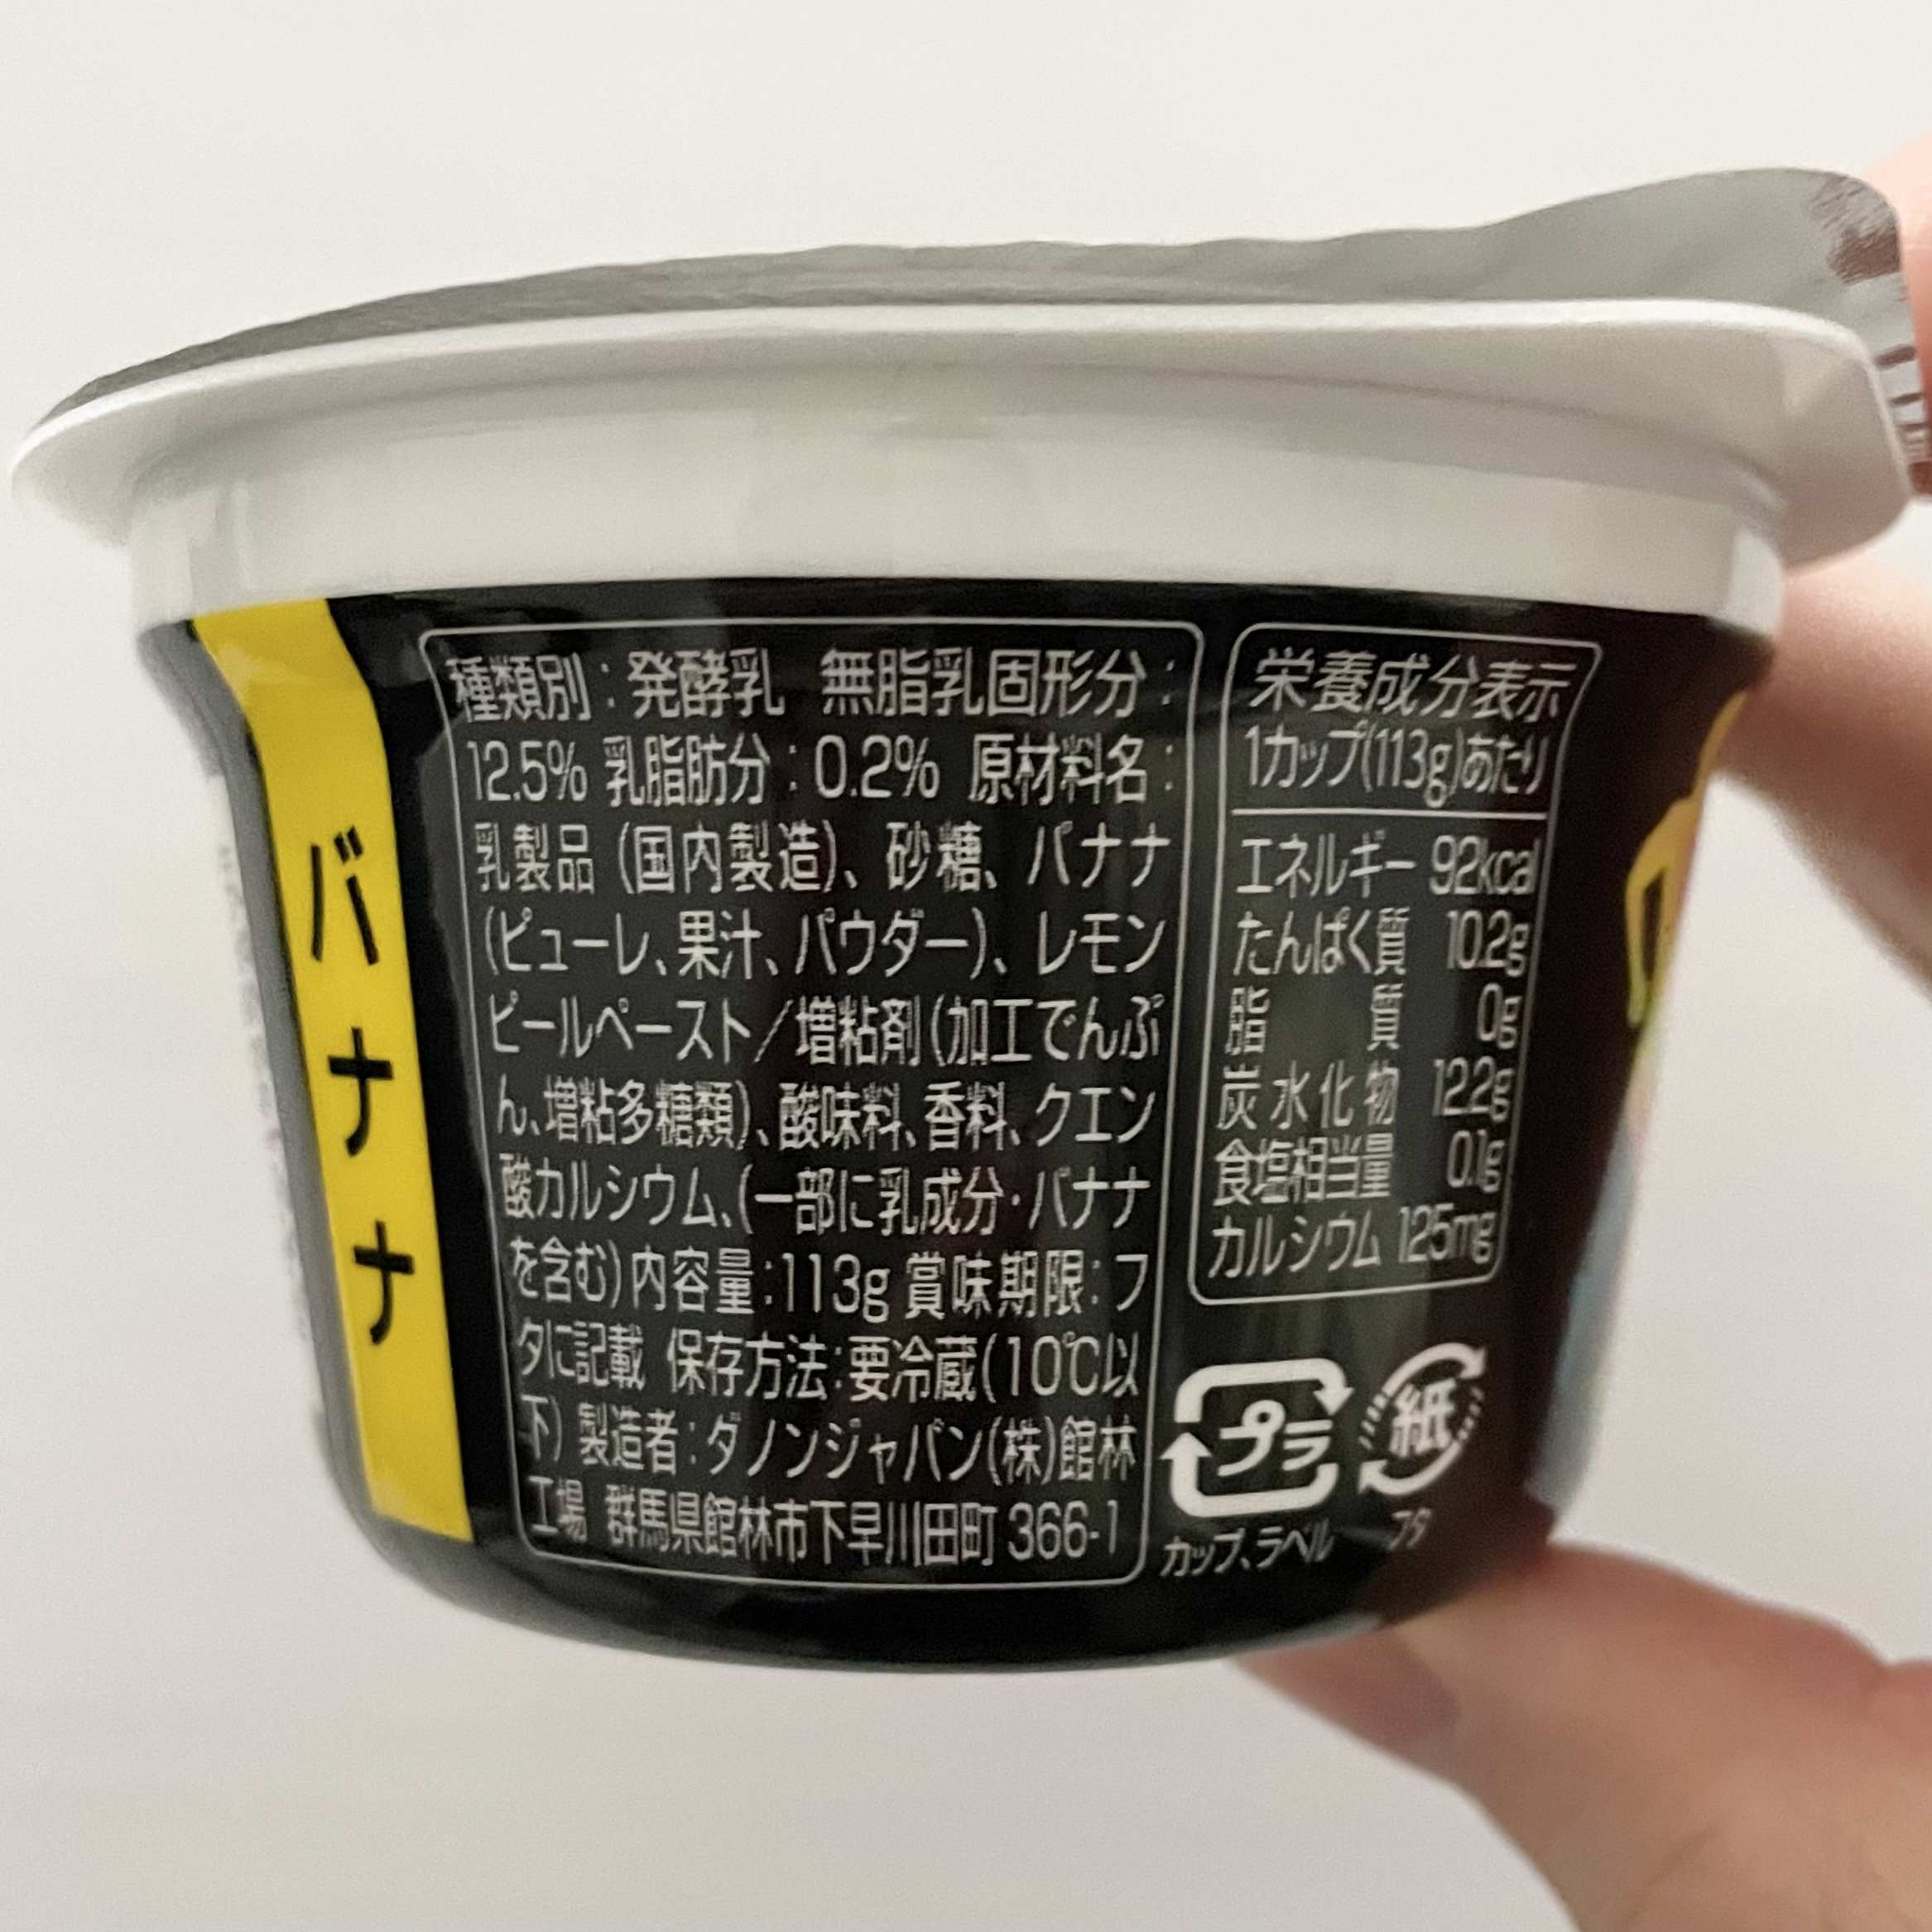 バナナ
種類別:発酵乳 無脂乳固形分:
12.5% 乳脂肪分:0.2% 原材料名:
乳製品(国内製造)、砂糖、バナナ
(ピューレ、果汁、パウダー)、レモン
ピールペースト/増粘剤(加工でんぷ
ん、増粘多糖類)、酸味料、香料、クエン
酸カルシウム、(一部に乳成分・バナナ
を含む)内容量:113g 賞味期限:フ
タに記載 保存方法:要冷蔵(10℃以
下) 製造者:ダノンジャパン(株)館林
工場 群馬県館林市下早川田町 366-1
栄養成分表示
1カップ(113g)あたり
エネルギー 92kcal
たんぱく質 10.2g
脂質 0g
炭水化物 12.2g
食塩相当量 0.1g
カルシウム 125mg
プラ
紙
カップ、ラベル
フタ